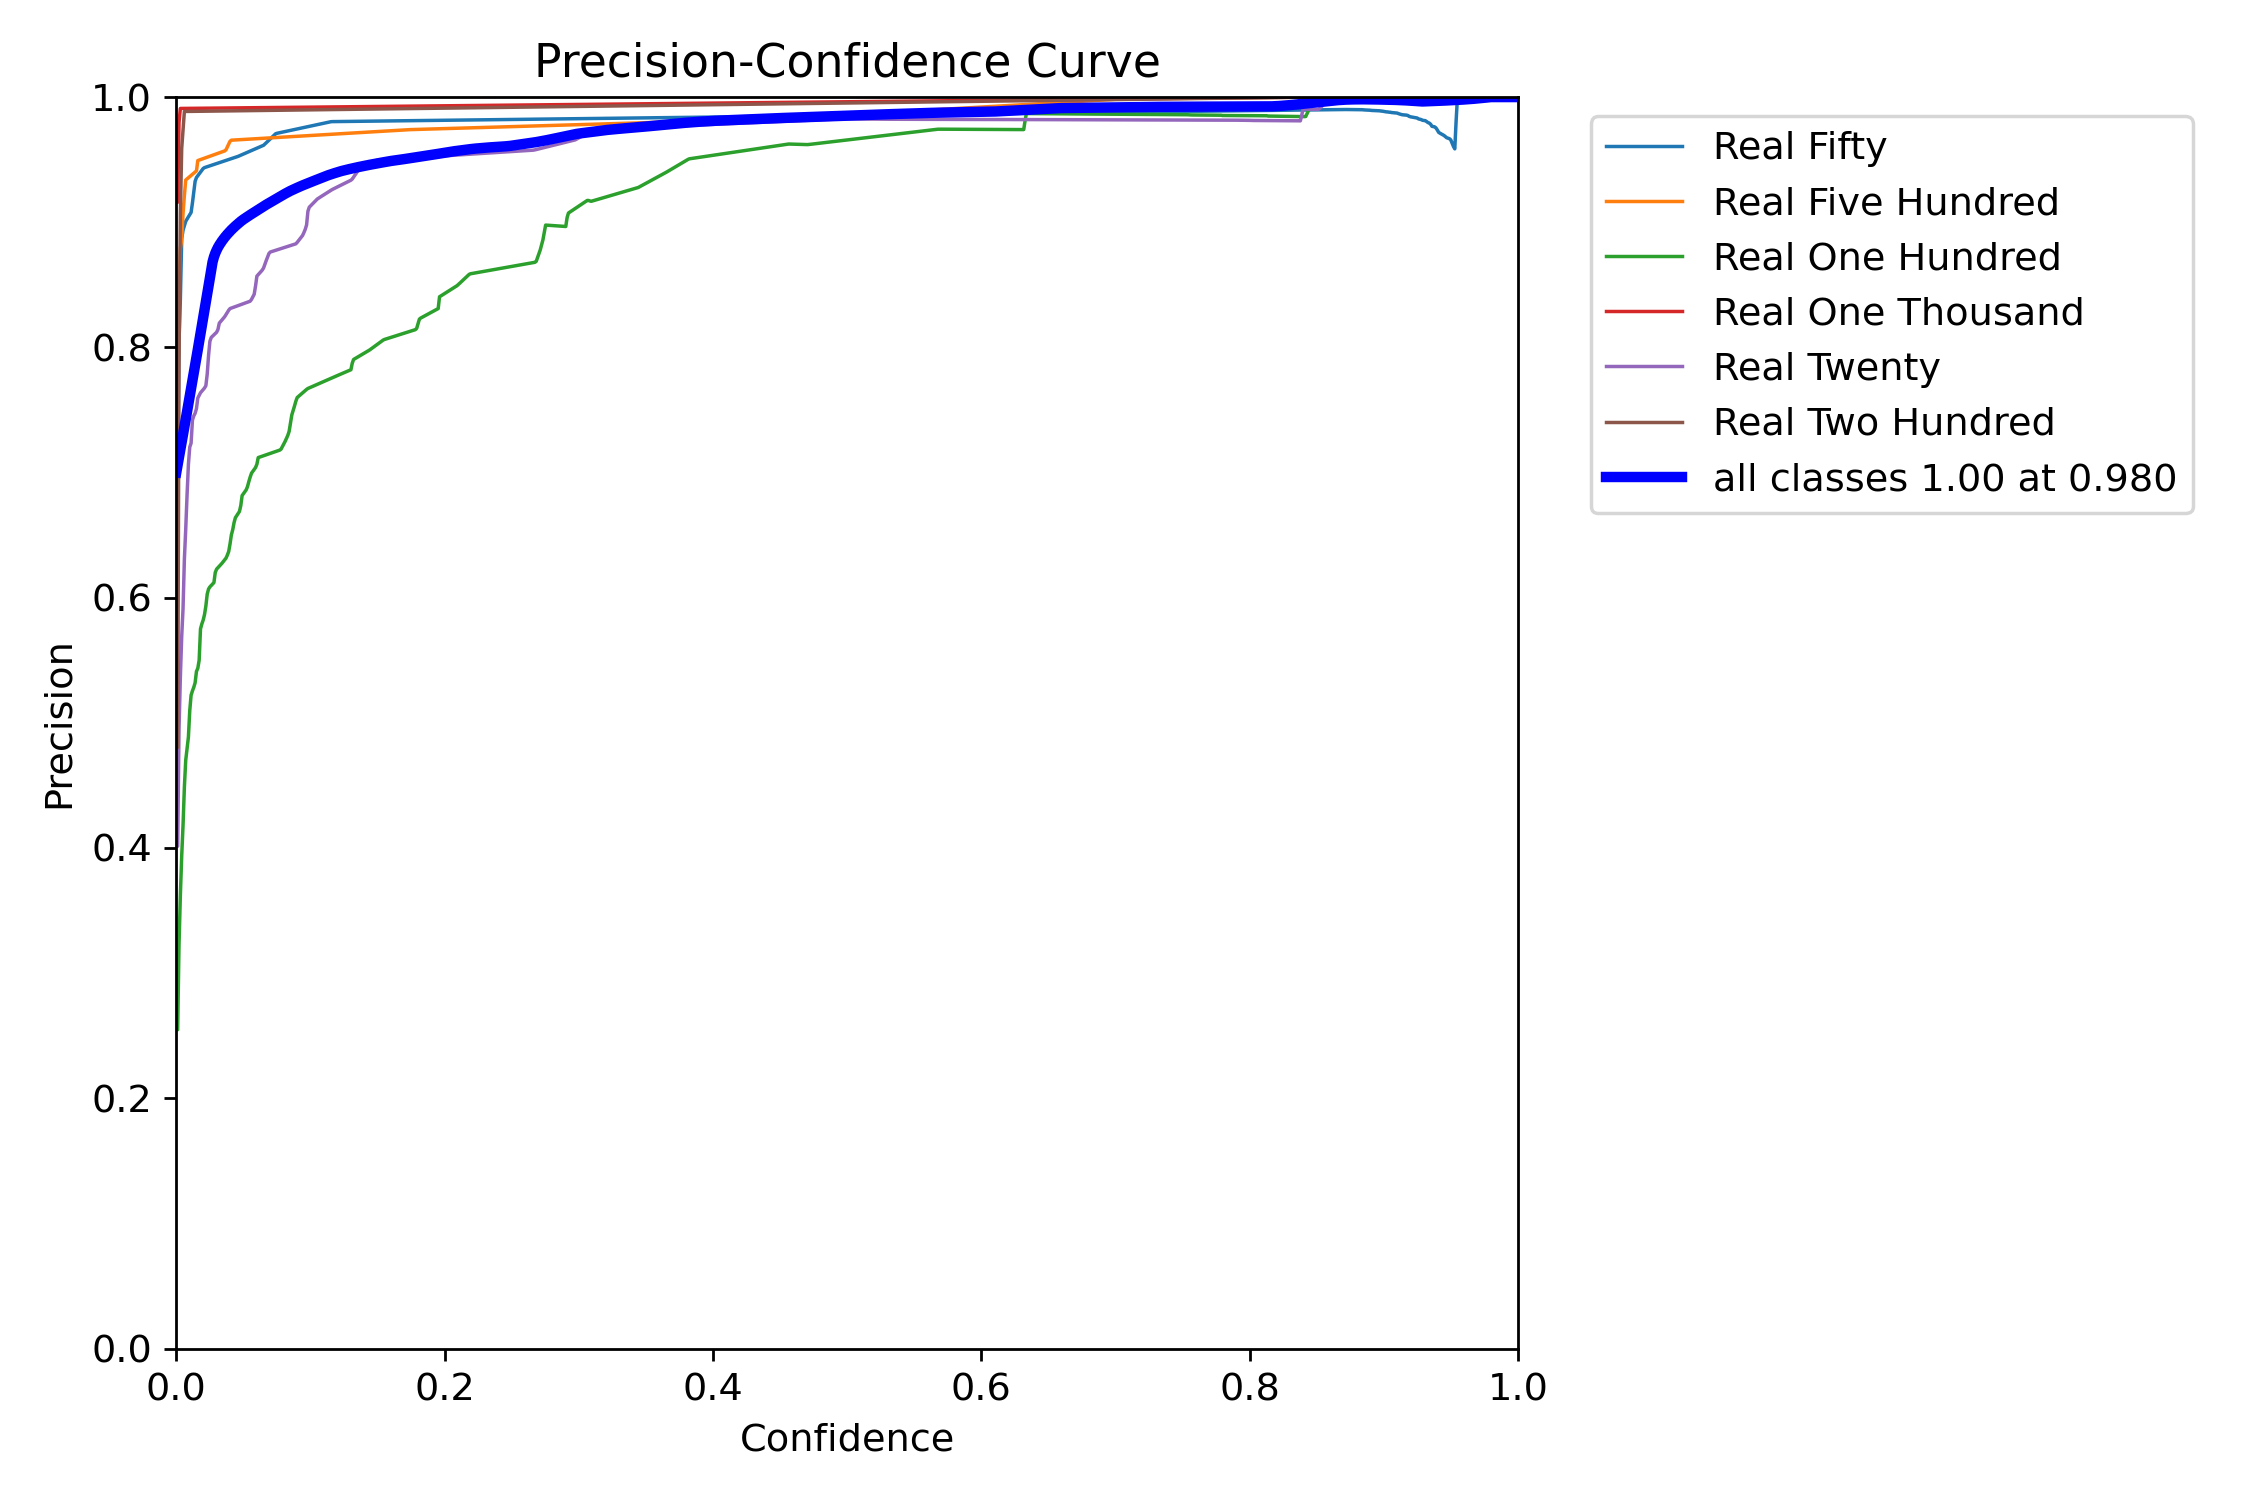 Precision-Confidence Curve
1.0
0.8
0.6
0.4
0.2
0.0
Precision
0.0 0.2 0.4 0.6 0.8 1.0
Confidence
Real Fifty
Real Five Hundred
Real One Hundred
Real One Thousand
Real Twenty
Real Two Hundred
all classes 1.00 at 0.980